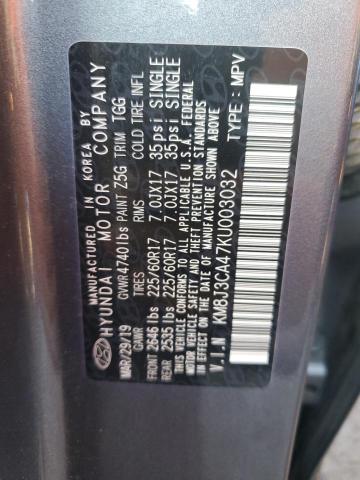 MANUFACTURED IN KOREA BY
HYUNDAI MOTOR COMPANY
MAR/29/19 GVWR 4740 lbs PAINT Z5G TRIM TGG
GAWR TIRES RIMS COLD TIRE INFL
FRONT 2646 lbs 225/60R17 7.0JX17 35psi SINGLE
REAR 2535 lbs 225/60R17 7.0JX17 35psi SINGLE
THIS VEHICLE CONFORMS TO ALL APPLICABLE U.S.A. FEDERAL
MOTOR VEHICLE SAFETY, BUMPER, AND THEFT PREVENTION
STANDARDS IN EFFECT ON THE DATE OF MANUFACTURE SHOWN ABOVE.
V.I.N : KM8J3CA47KU003032 TYPE : MPV